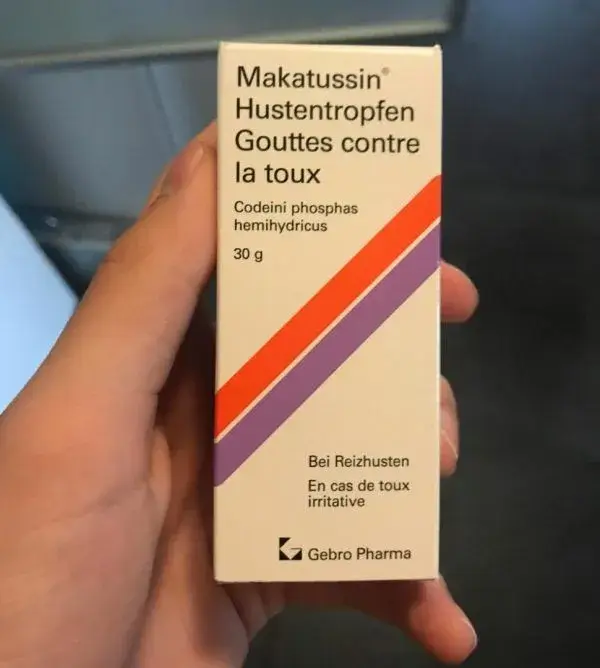 Makatussin®
Hustentropfen
Gouttes contre
la toux
Codeini phosphas
hemihydricus
30 g
Bei Reizhusten
En cas de toux
irritative
Gebro Pharma